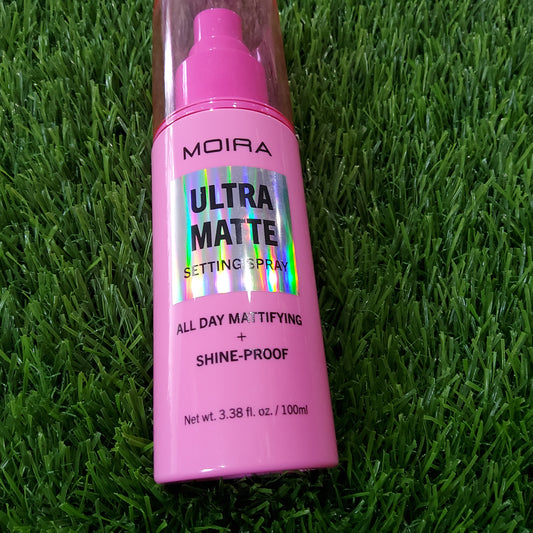 MOIRA
ULTRA
MATTE
SETTING SPRAY
ALL DAY MATTIFYING
+
SHINE-PROOF
Net wt. 3.38 fl. oz. / 100ml